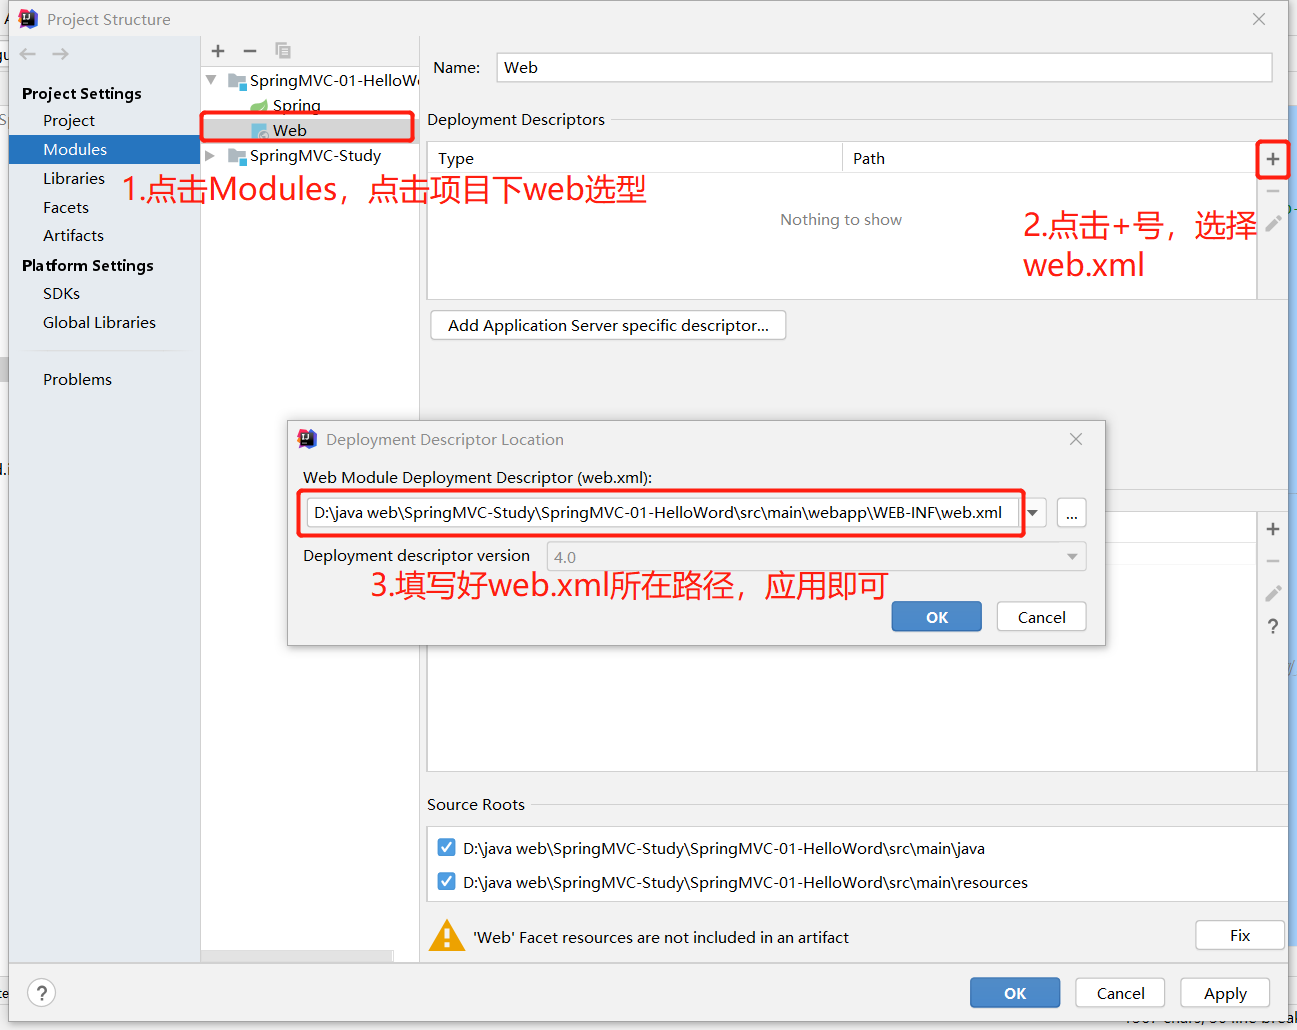 Project Structure
Project Settings
Project
Modules
Libraries
Facets
Artifacts
Platform Settings
SDKs
Global Libraries
Problems
SpringMVC-01-HelloWo
Spring
Web
SpringMVC-Study
1.点击Modules，点击项目下web选型
Name:
Web
Deployment Descriptors
Type
Path
Nothing to show
2.点击+号，选择
web.xml
Add Application Server specific descriptor...
Deployment Descriptor Location
Web Module Deployment Descriptor (web.xml):
D:\java web\SpringMVC-Study\SpringMVC-01-HelloWord\src\main\webapp\WEB-INF\web.xml
...
Deployment descriptor version
4.0
3.填写好web.xml所在路径，应用即可
OK
Cancel
?
Source Roots
D:\java web\SpringMVC-Study\SpringMVC-01-HelloWord\src\main\java
D:\java web\SpringMVC-Study\SpringMVC-01-HelloWord\src\main\resources
'Web' Facet resources are not included in an artifact
Fix
?
OK
Cancel
Apply